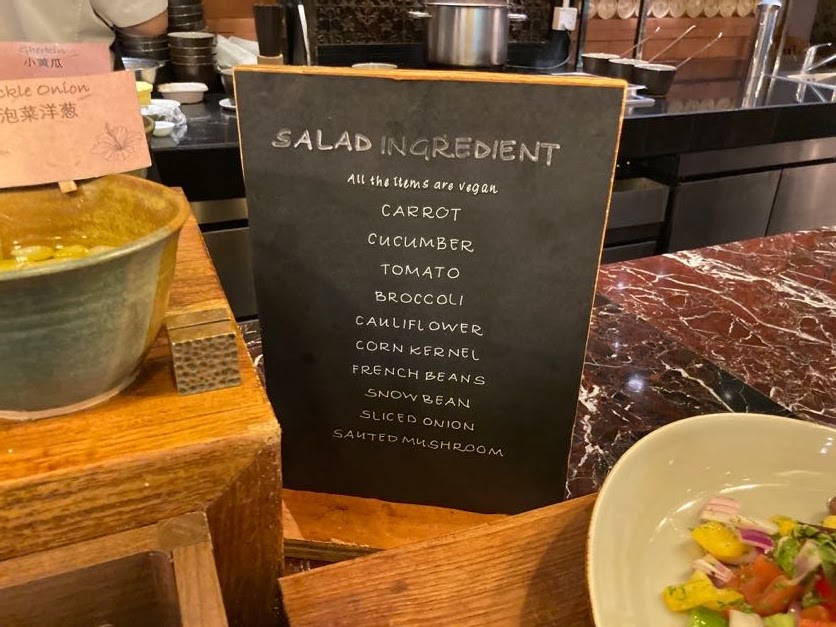 Gherkin
小黄瓜
ckle Onion
泡菜洋葱
SALAD INGREDIENT
All the items are vegan
CARROT
CUCUMBER
TOMATO
BROCCOLI
CAULIFLOWER
CORN KERNEL
FRENCH BEANS
SNOW BEAN
SLICED ONION
SAUTED MUSHROOM